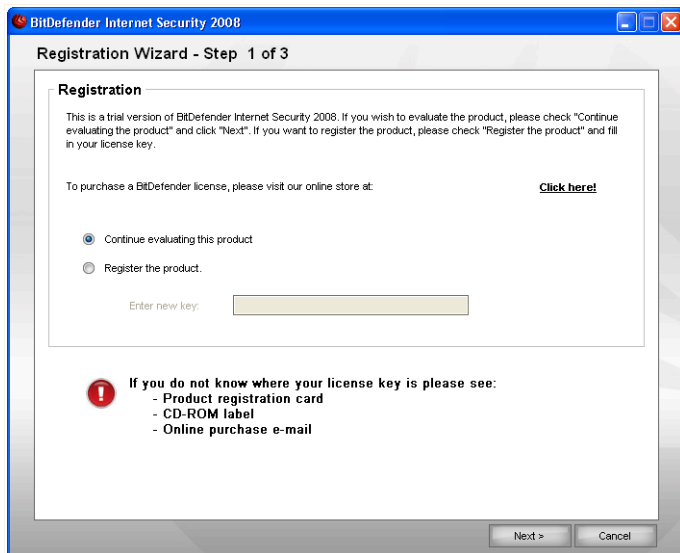 BitDefender Internet Security 2008
Registration Wizard - Step 1 of 3
Registration
This is a trial version of BitDefender Internet Security 2008. If you wish to evaluate the product, please check "Continue
evaluating the product" and click "Next". If you want to register the product, please check "Register the product" and fill
in your license key.
To purchase a BitDefender license, please visit our online store at: Click here!
Continue evaluating this product
Register the product.
Enter new key:
If you do not know where your license key is please see:
- Product registration card
- CD-ROM label
- Online purchase e-mail
Next > Cancel